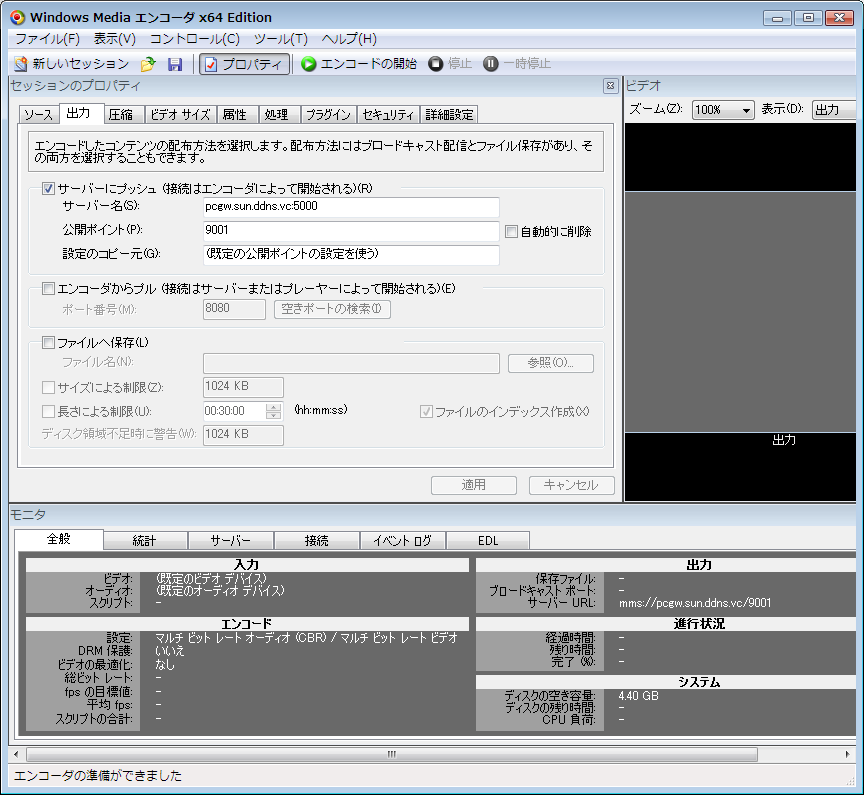 Windows Media エンコーダ x64 Edition
ファイル(F) 表示(V) コントロール(C) ツール(T) ヘルプ(H)
新しいセッション プロパティ エンコードの開始 停止 一時停止
セッションのプロパティ
ソース 出力 圧縮 ビデオ サイズ 属性 処理 プラグイン セキュリティ 詳細設定
エンコードしたコンテンツの配布方法を選択します。配布方法にはブロードキャスト配信とファイル保存があり、そ
の両方を選択することもできます。
サーバーにプッシュ (接続はエンコーダによって開始される)(R)
サーバー名(S): pcgw.sun.ddns.vc:5000
公開ポイント(P): 9001 自動的に削除
設定のコピー元(G): (既定の公開ポイントの設定を使う)
エンコーダからプル (接続はサーバーまたはプレーヤーによって開始される)(E)
ポート番号(M): 8080 空きポートの検索(I)
ファイルへ保存(L)
ファイル名(N): 参照(O)...
サイズによる制限(Z): 1024 KB
長さによる制限(U): 00:30:00 (hh:mm:ss) ファイルのインデックス作成(X)
ディスク領域不足時に警告(W): 1024 KB
適用 キャンセル
ビデオ
ズーム(Z): 100% 表示(D): 出力
出力
モニタ
全般 統計 サーバー 接続 イベント ログ EDL
入力
ビデオ: (既定のビデオ デバイス)
オーディオ: (既定のオーディオ デバイス)
スクリプト: -
エンコード
設定: マルチ ビット レート オーディオ (CBR) / マルチ ビット レート ビデオ
DRM 保護: いいえ
ビデオの最適化: なし
総ビット レート: -
fps の目標値: -
平均 fps: -
スクリプトの合計: -
出力
保存ファイル: -
ブロードキャスト ポート: -
サーバー URL: mms://pcgw.sun.ddns.vc/9001
進行状況
経過時間: -
残り時間: -
完了 (%): -
システム
ディスクの空き容量: 4.40 GB
ディスクの残り時間: -
CPU 負荷: -
エンコーダの準備ができました